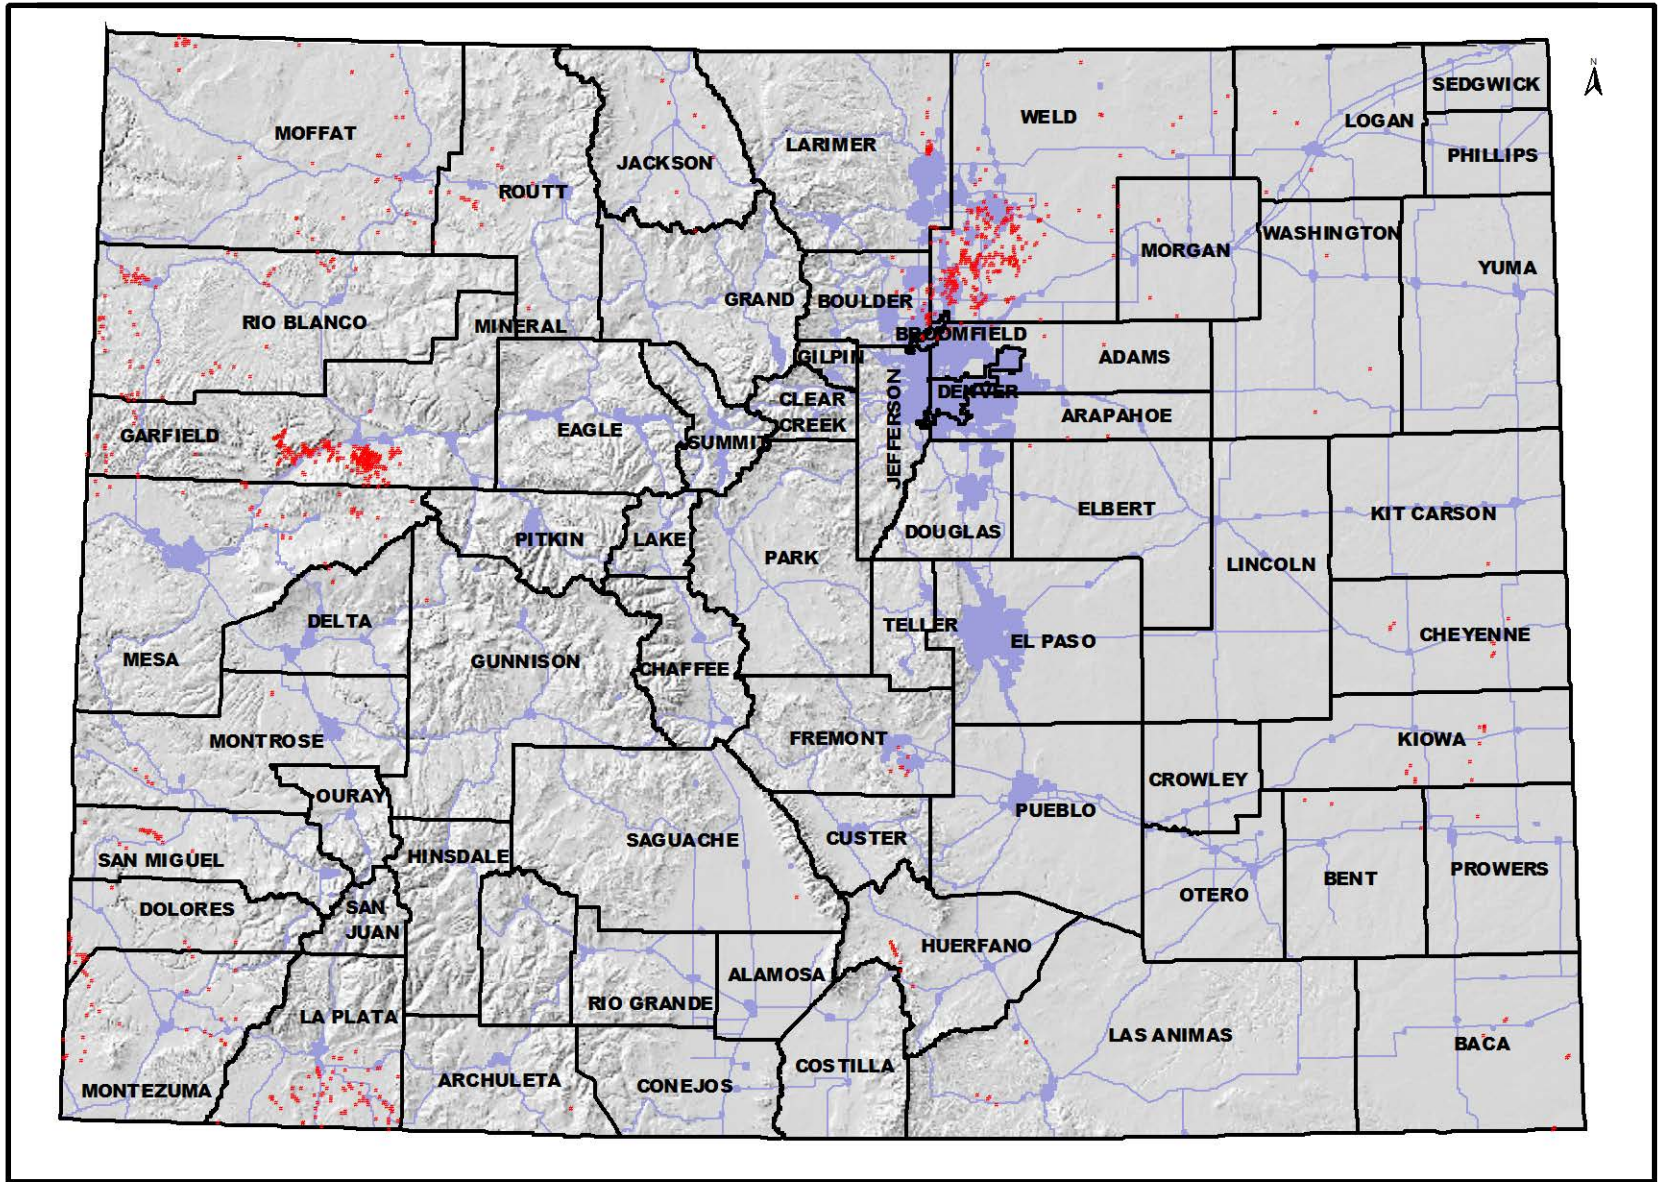 N
SEDGWICK
WELD
LOGAN
MOFFAT
LARIMER
PHILLIPS
JACKSON
ROUTT
WASHINGTON
MORGAN
YUMA
GRAND
BOULDER
RIO BLANCO
MINERAL
BROOMFIELD
GILPIN
ADAMS
DENVER
CLEAR
CREEK
ARAPAHOE
GARFIELD
EAGLE
SUMMIT
JEFFERSON
ELBERT
KIT CARSON
PITKIN
LAKE
DOUGLAS
PARK
LINCOLN
DELTA
TELLER
EL PASO
CHEYENNE
MESA
GUNNISON
CHAFFEE
MONTROSE
FREMONT
KIOWA
CROWLEY
OURAY
PUEBLO
SAGUACHE
CUSTER
SAN MIGUEL
HINSDALE
PROWERS
BENT
OTERO
DOLORES
SAN
JUAN
HUERFANO
ALAMOSA
RIO GRANDE
LA PLATA
LAS ANIMAS
BACA
COSTILLA
ARCHULETA
CONEJOS
MONTEZUMA